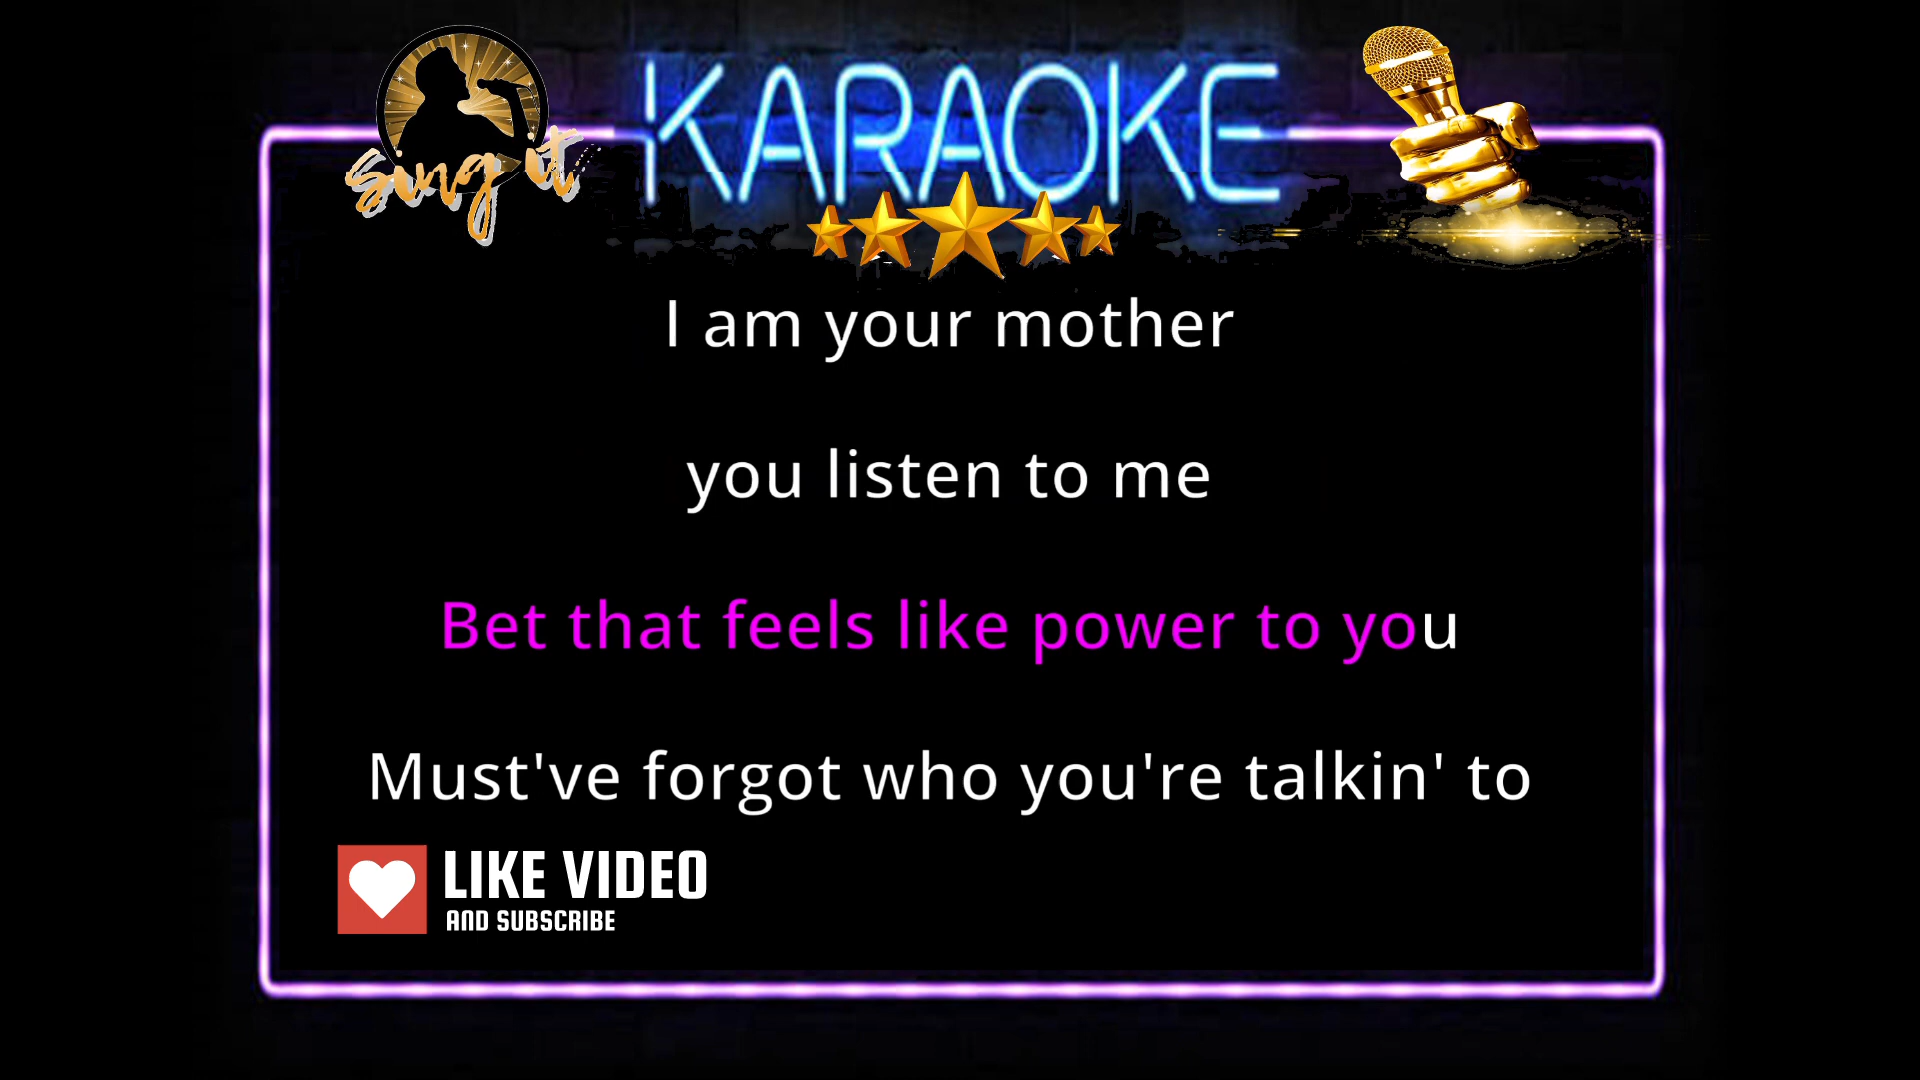 sing it
KARAOKE
I am your mother
you listen to me
Bet that feels like power to you
Must've forgot who you're talkin' to
LIKE VIDEO
AND SUBSCRIBE